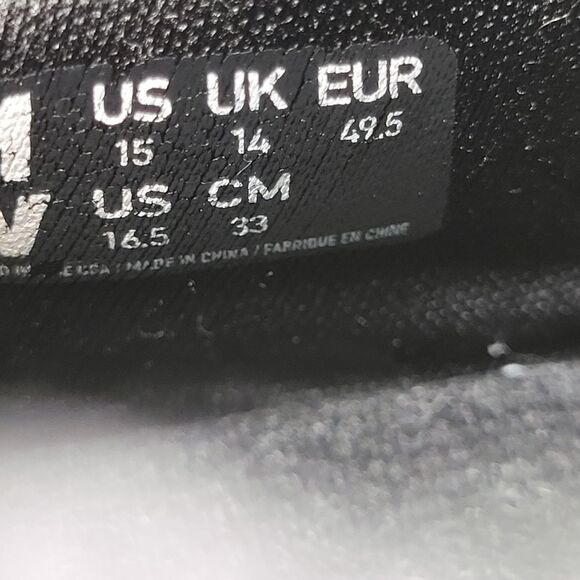 M US UK EUR
15 14 49.5
W US CM
16.5 33
MADE IN CHINA / FABRIQUE EN CHINE